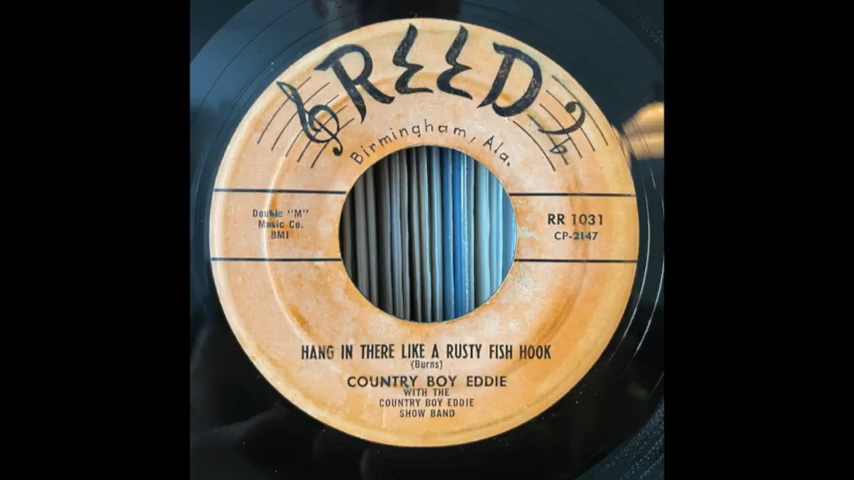 REED
Birmingham, Ala.
Double "M"
Music Co.
BMI
RR 1031
CP-2147
HANG IN THERE LIKE A RUSTY FISH HOOK
(Burns)
COUNTRY BOY EDDIE
WITH THE
COUNTRY BOY EDDIE
SHOW BAND